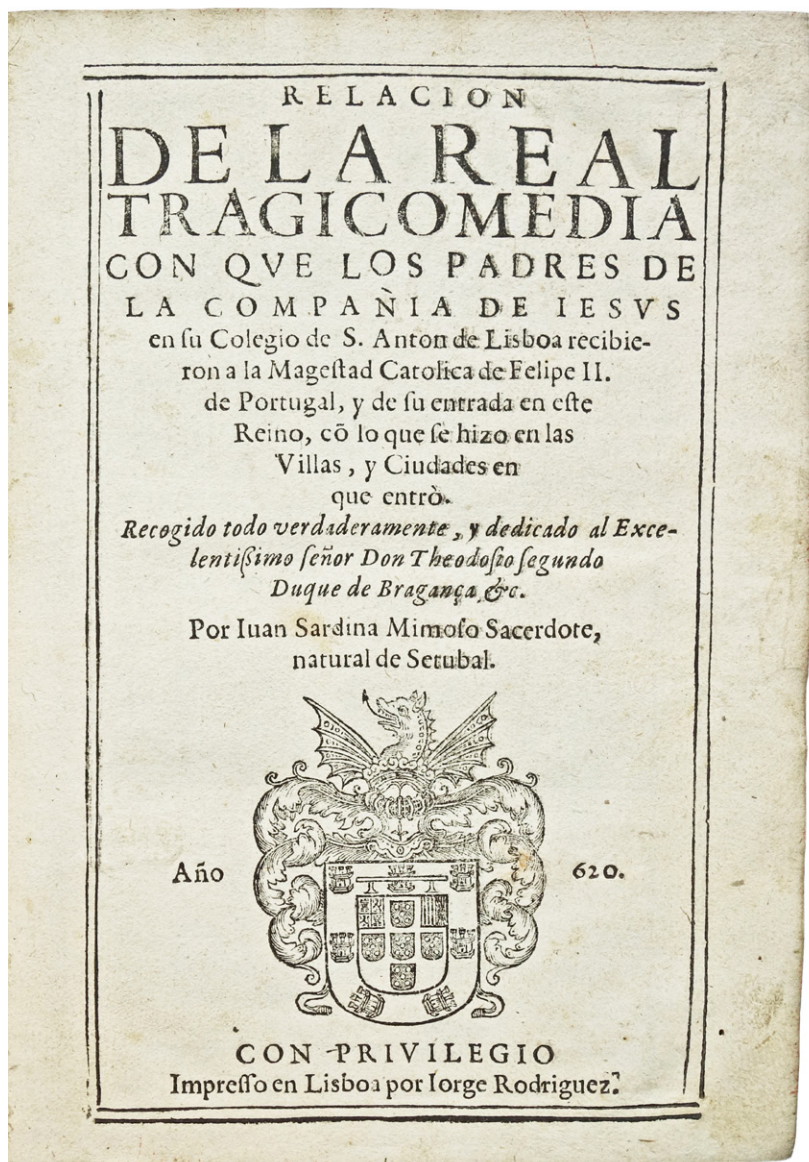 RELACION
DE LA REAL
TRAGICOMEDIA
CON QVE LOS PADRES DE
LA COMPAÑIA DE IESVS
en ſu Colegio de S. Anton de Lisboa recibie-
ron a la Mageſtad Catolica de Felipe II.
de Portugal, y de ſu entrada en eſte
Reino, cõ lo que ſe hizo en las
Villas, y Ciudades en
que entrò.
Recogido todo verdaderamente, y dedicado al Exce-
lentißimo ſeñor Don Theodoſio ſegundo
Duque de Bragança, &c.
Por Iuan Sardina Mimoſo Sacerdote,
natural de Setubal.
Año 620.
CON PRIVILEGIO
Impreſſo en Lisboa por Iorge Rodriguez.